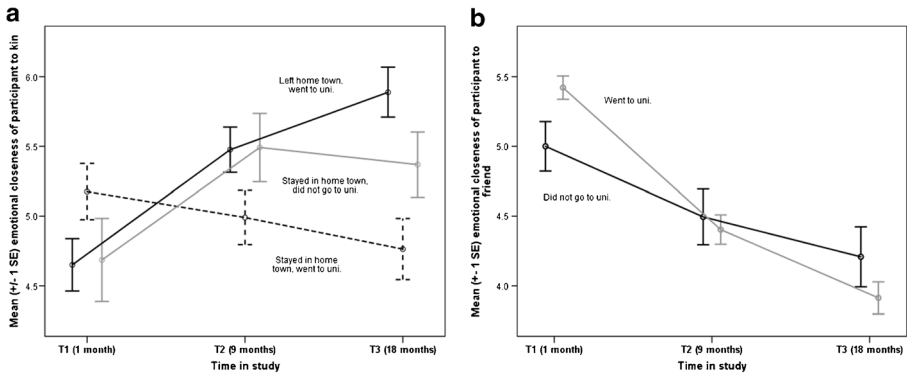 a
Mean (+/- 1 SE) emotional closeness of participant to kin
6.0
5.5
5.0
4.5
Left home town,
went to uni.
Stayed in home town,
did not go to uni.
Stayed in home
town, went to uni.
T1 (1 month)
T2 (9 months)
T3 (18 months)
Time in study
b
Mean (+- 1 SE) emotional closeness of participant to
friend
5.5
5.0
4.5
4.0
Went to uni.
Did not go to uni.
T1 (1 month)
T2 (9 months)
T3 (18 months)
Time in study